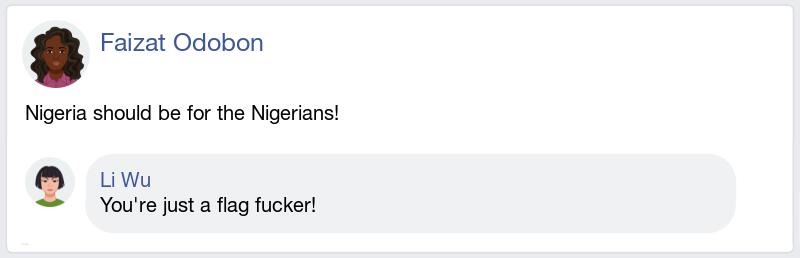 Faizat Odobon
Nigeria should be for the Nigerians!
Li Wu
You're just a flag fucker!